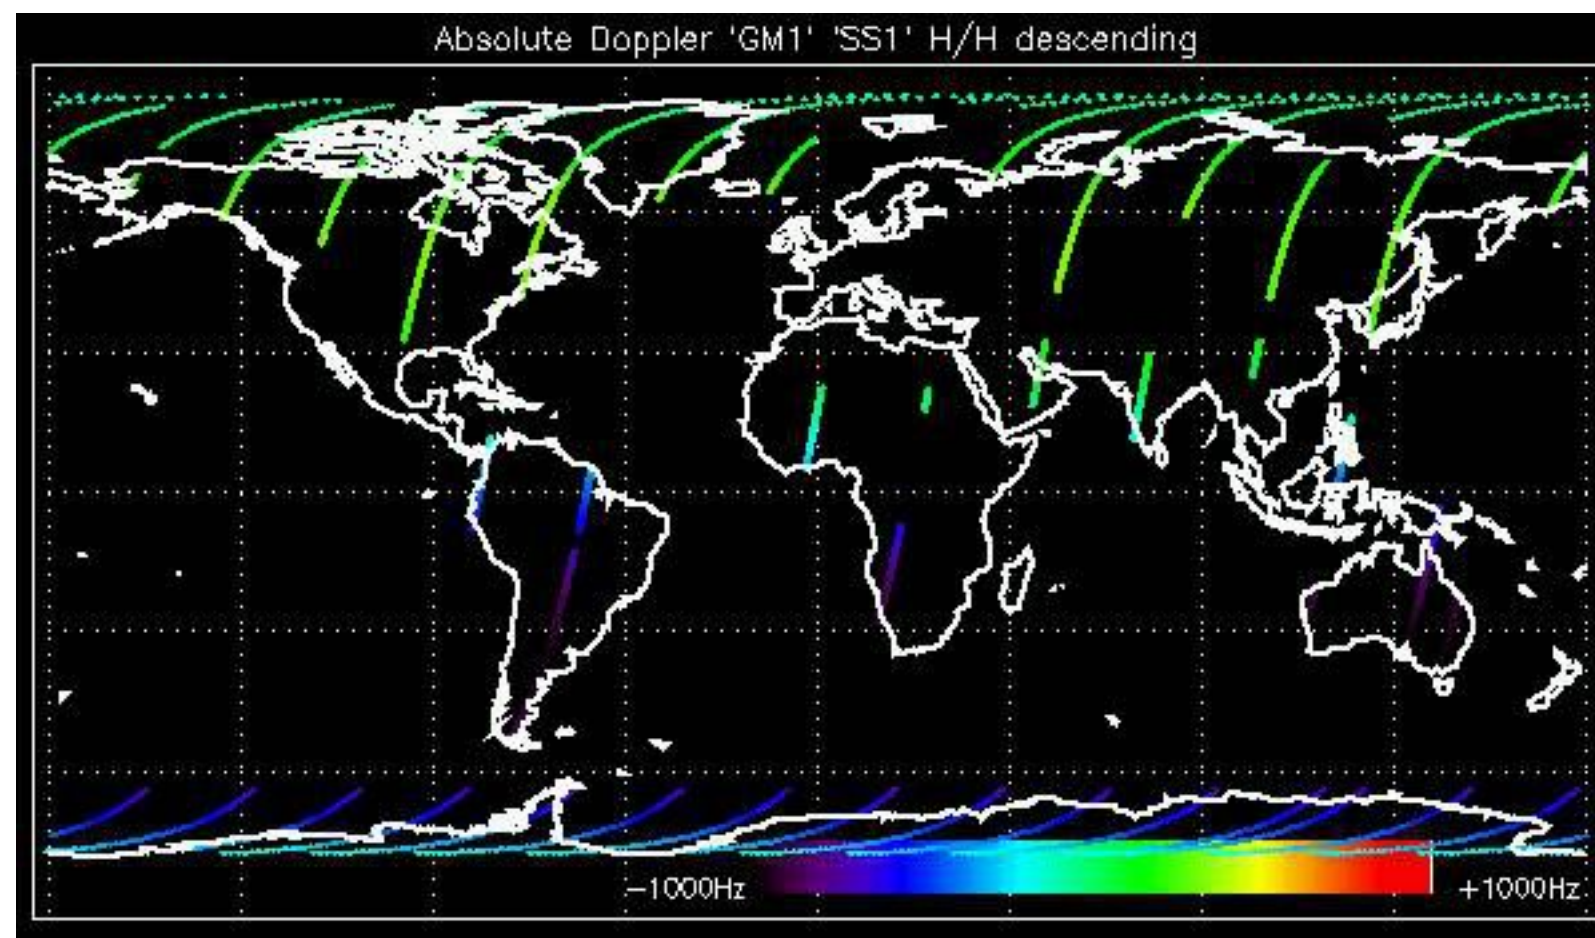 Absolute Doppler 'GM1' 'SS1' H/H descending
−1000Hz
+1000Hz